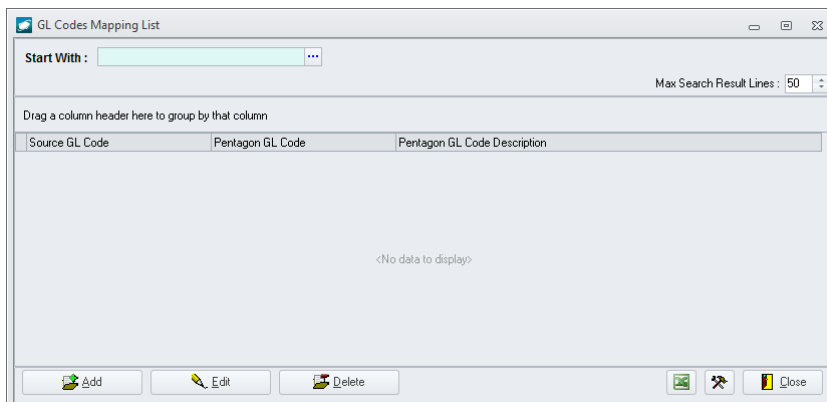 GL Codes Mapping List
Start With :
Max Search Result Lines : 50
Drag a column header here to group by that column
Source GL Code Pentagon GL Code Pentagon GL Code Description
<No data to display>
Add Edit Delete Close